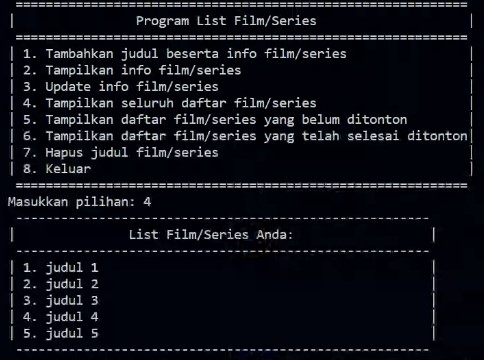 Program List Film/Series
1. Tambahkan judul beserta info film/series
2. Tampilkan info film/series
3. Update info film/series
4. Tampilkan seluruh daftar film/series
5. Tampilkan daftar film/series yang belum ditonton
6. Tampilkan daftar film/series yang telah selesai ditonton
7. Hapus judul film/series
8. Keluar
Masukkan pilihan: 4
List Film/Series Anda:
1. judul 1
2. judul 2
3. judul 3
4. judul 4
5. judul 5